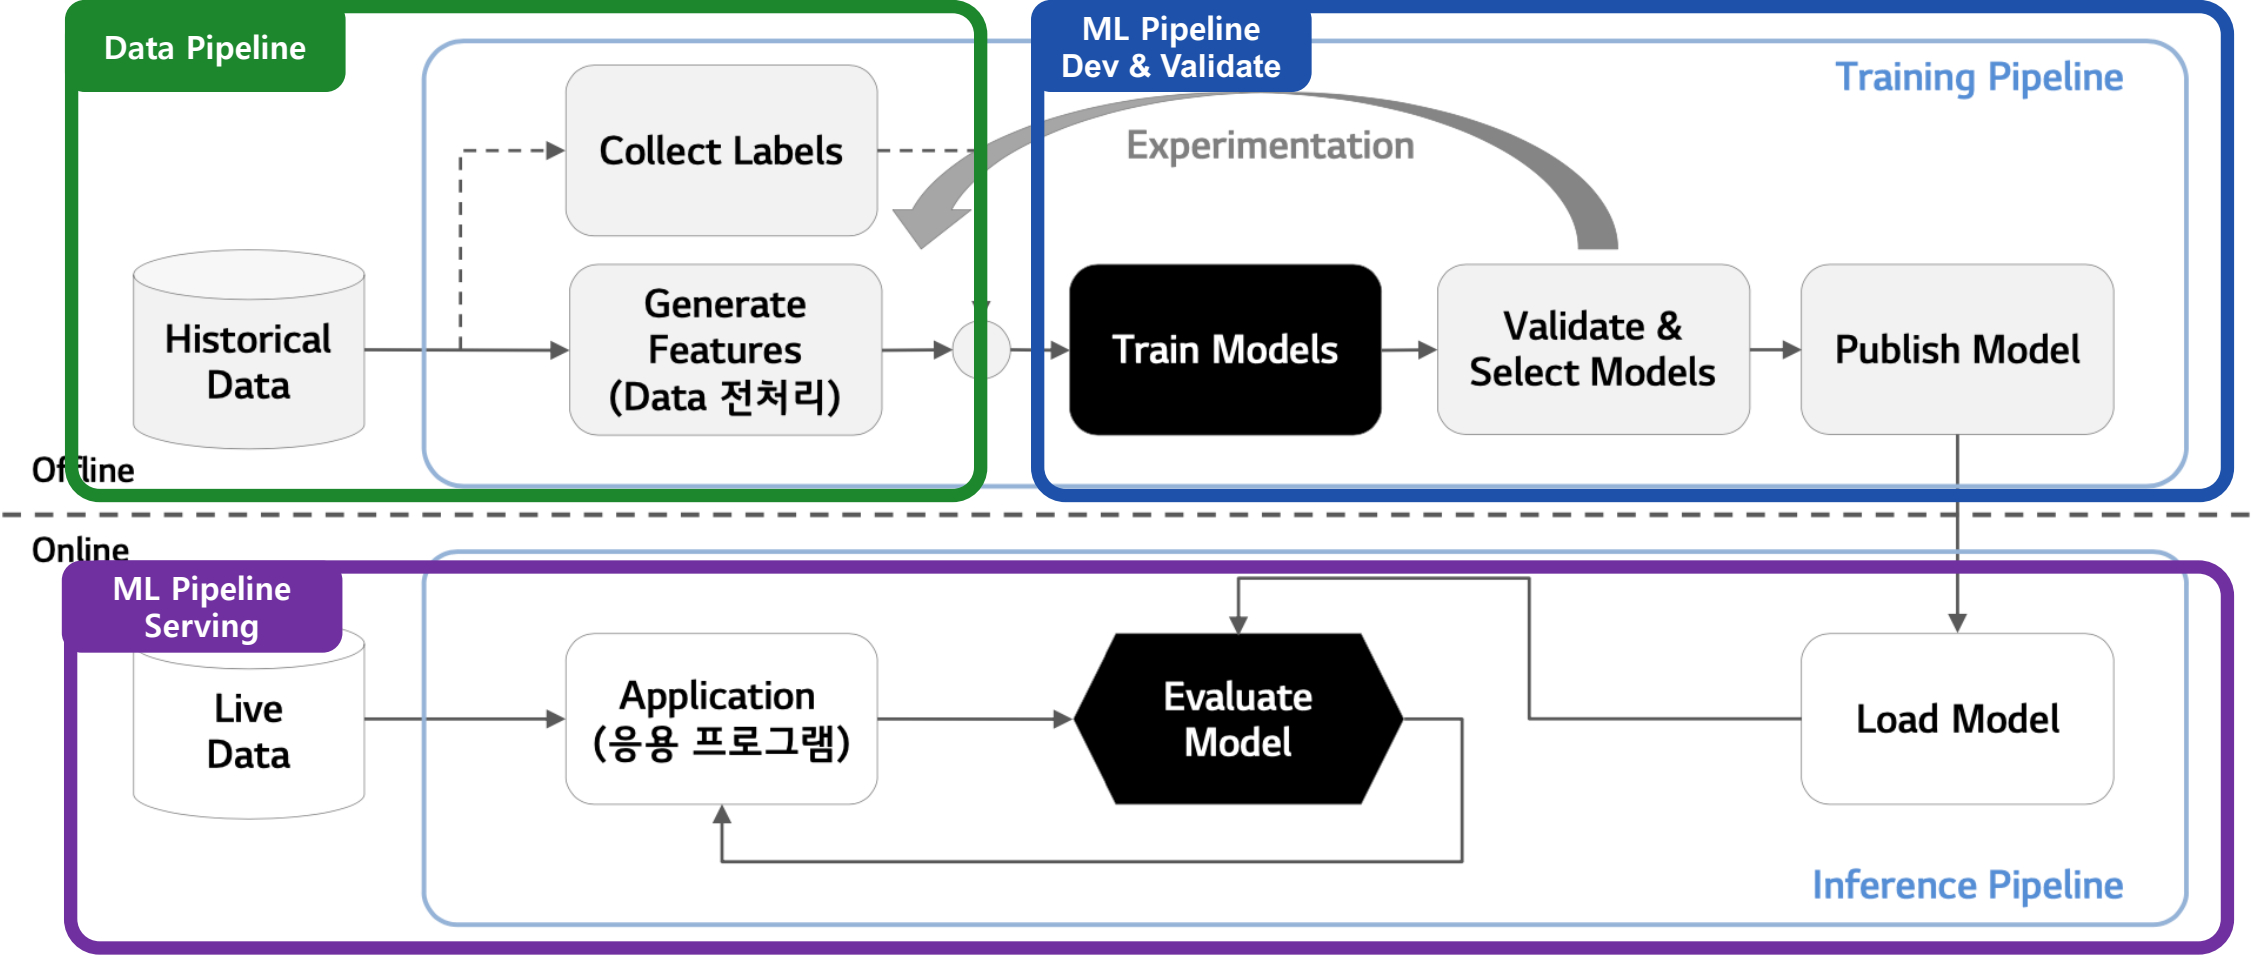 Data Pipeline
ML Pipeline
Dev & Validate
Training Pipeline
Experimentation
Collect Labels
Historical
Data
Generate
Features
(Data 전처리)
Train Models
Validate &
Select Models
Publish Model
Offline
Online
ML Pipeline
Serving
Live
Data
Application
(응용 프로그램)
Evaluate
Model
Load Model
Inference Pipeline